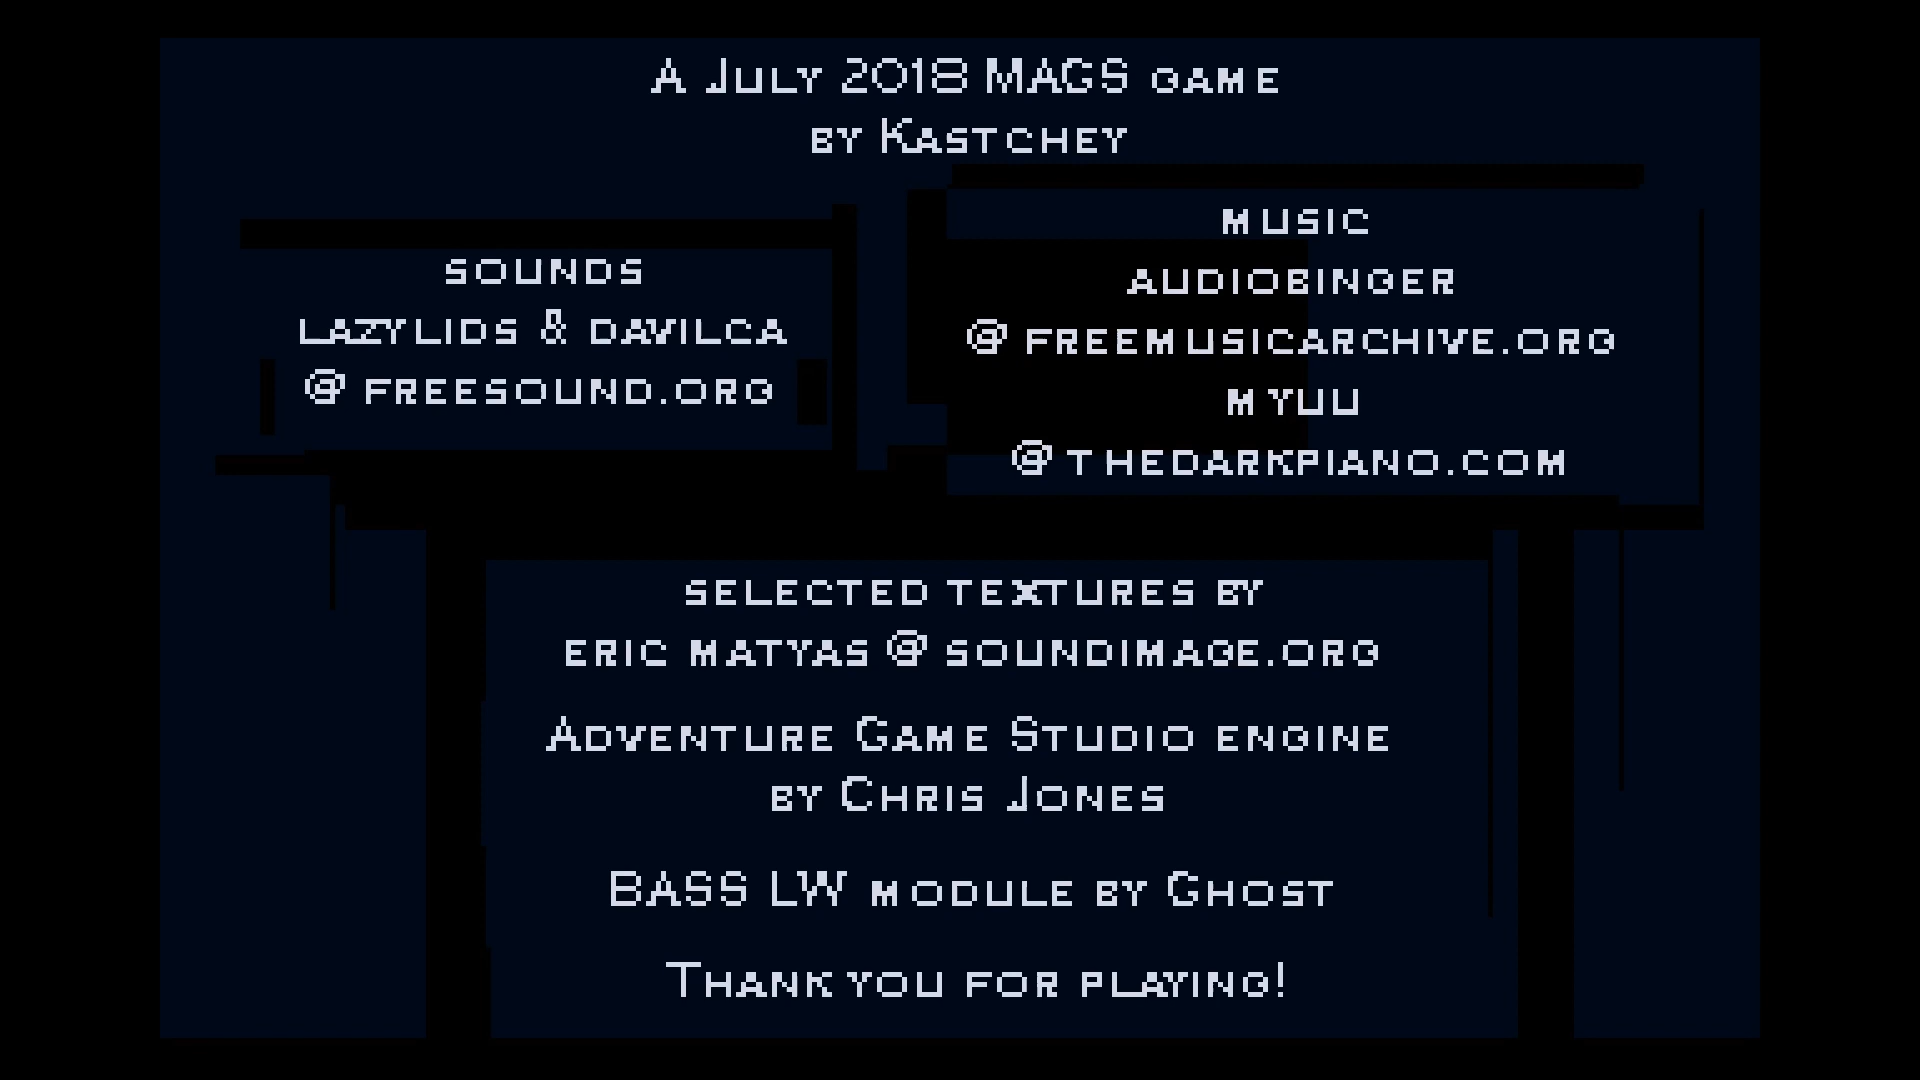 A July 2018 MAGS game
by Kastchey
sounds
lazylids & davilca
@ freesound.org
music
audiobinger
@ freemusicarchive.org
myuu
@ thedarkpiano.com
selected textures by
eric matyas @ soundimage.org
Adventure Game Studio engine
by Chris Jones
BASS LW module by Ghost
Thank you for playing!